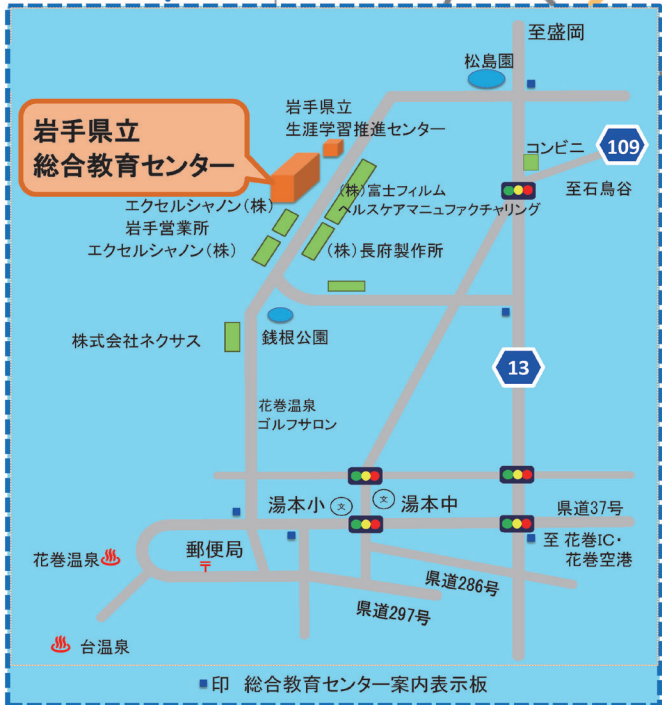 至盛岡
松島園
岩手県立
生涯学習推進センター
岩手県立
総合教育センター
コンビニ
109
至石鳥谷
(株)富士フィルム
ヘルスケアマニュファクチャリング
エクセルシャノン(株)
岩手営業所
エクセルシャノン(株)
(株)長府製作所
株式会社ネクサス
銭根公園
13
花巻温泉
ゴルフサロン
湯本小
文
文
湯本中
県道37号
花巻温泉
郵便局
〒
至 花巻IC・
花巻空港
県道286号
県道297号
台温泉
■印 総合教育センター案内表示板